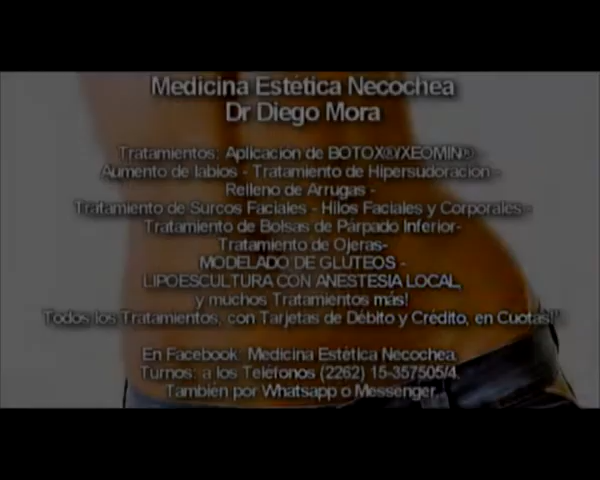 Medicina Estética Necochea
Dr Diego Mora
Tratamientos: Aplicación de BOTOX®/XEOMIN®-
Aumento de labios - Tratamiento de Hipersudoración -
Relleno de Arrugas -
Tratamiento de Surcos Faciales - Hilos Faciales y Corporales -
Tratamiento de Bolsas de Párpado Inferior-
Tratamiento de Ojeras-
MODELADO DE GLÚTEOS -
LIPOESCULTURA CON ANESTESIA LOCAL,
y muchos Tratamientos más!
Todos los Tratamientos, con Tarjetas de Débito y Crédito, en Cuotas!!
En Facebook: Medicina Estética Necochea.
Turnos: a los Teléfonos (2262) 15-357505/4.
También por Whatsapp o Messenger.